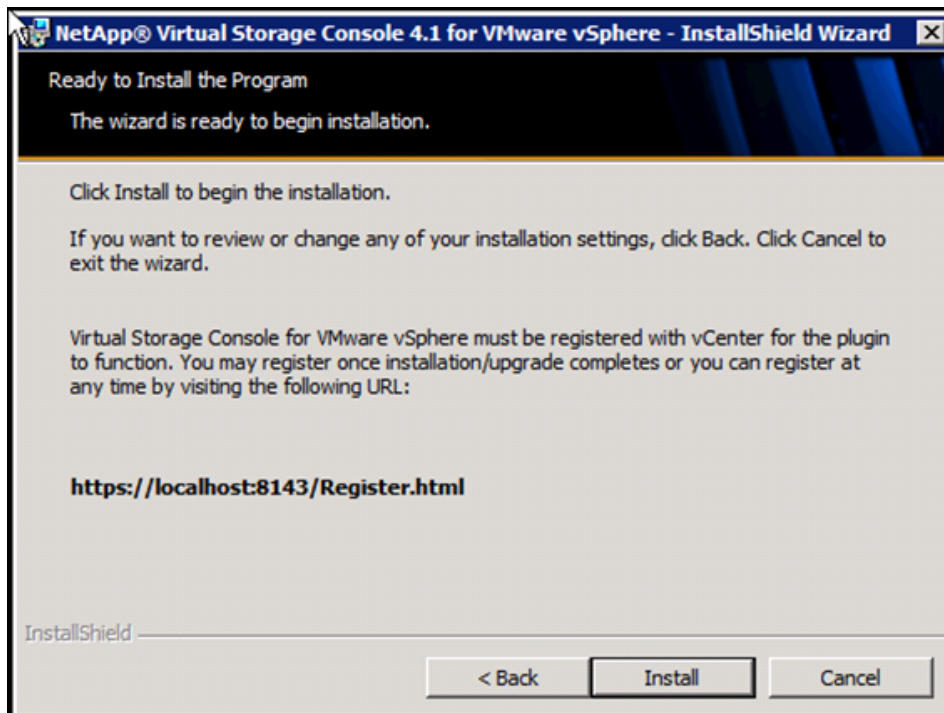 NetApp® Virtual Storage Console 4.1 for VMware vSphere - InstallShield Wizard
Ready to Install the Program
The wizard is ready to begin installation.
Click Install to begin the installation.
If you want to review or change any of your installation settings, click Back. Click Cancel to
exit the wizard.
Virtual Storage Console for VMware vSphere must be registered with vCenter for the plugin
to function. You may register once installation/upgrade completes or you can register at
any time by visiting the following URL:
https://localhost:8143/Register.html
InstallShield
< Back
Install
Cancel